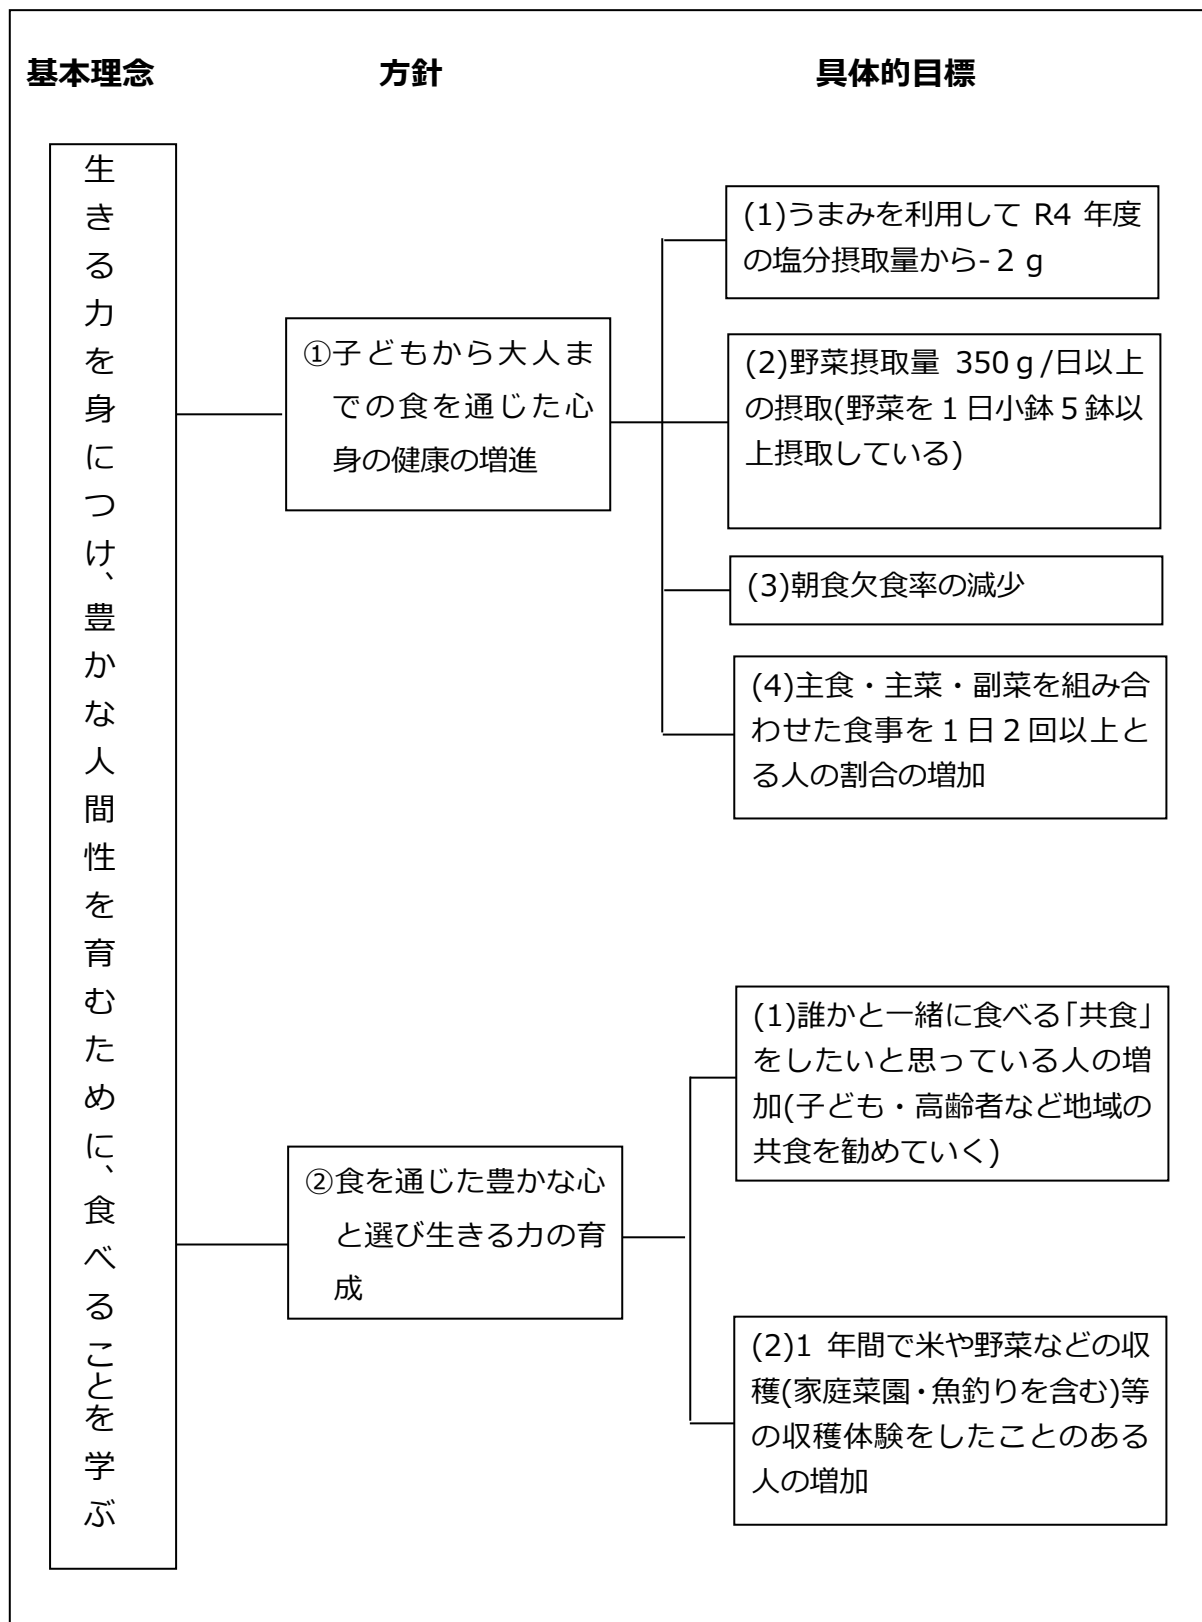 基本理念 方針 具体的目標
生きる力を身につけ、豊かな人間性を育むために、食べることを学ぶ
①子どもから大人ま
での食を通じた心
身の健康の増進
(1)うまみを利用して R4 年度
の塩分摂取量から-２ｇ
(2)野菜摂取量 350ｇ/日以上
の摂取(野菜を１日小鉢５鉢以
上摂取している)
(3)朝食欠食率の減少
(4)主食・主菜・副菜を組み合
わせた食事を１日２回以上と
る人の割合の増加
②食を通じた豊かな心
と選び生きる力の育
成
(1)誰かと一緒に食べる「共食」
をしたいと思っている人の増
加(子ども・高齢者など地域の
共食を勧めていく)
(2)1 年間で米や野菜などの収
穫(家庭菜園・魚釣りを含む)等
の収穫体験をしたことのある
人の増加